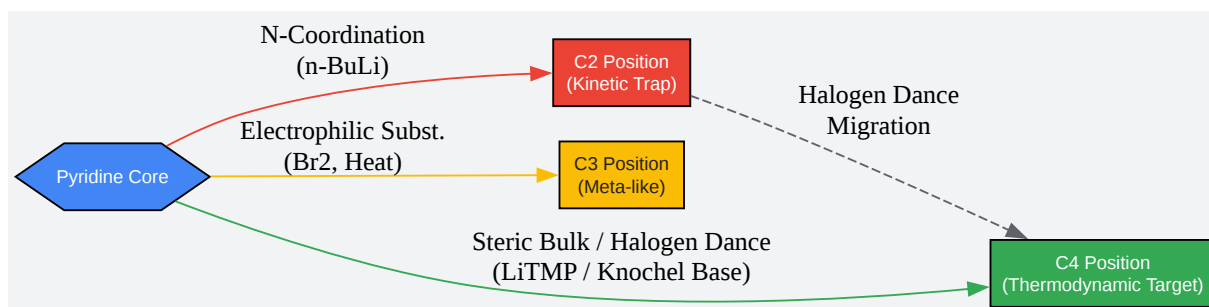 N-Coordination
(n-BuLi)
C2 Position
(Kinetic Trap)
Halogen Dance
Migration
Electrophilic Subst.
(Br2, Heat)
Pyridine Core
C3 Position
(Meta-like)
Steric Bulk / Halogen Dance
(LiTMP / Knochel Base)
C4 Position
(Thermodynamic Target)